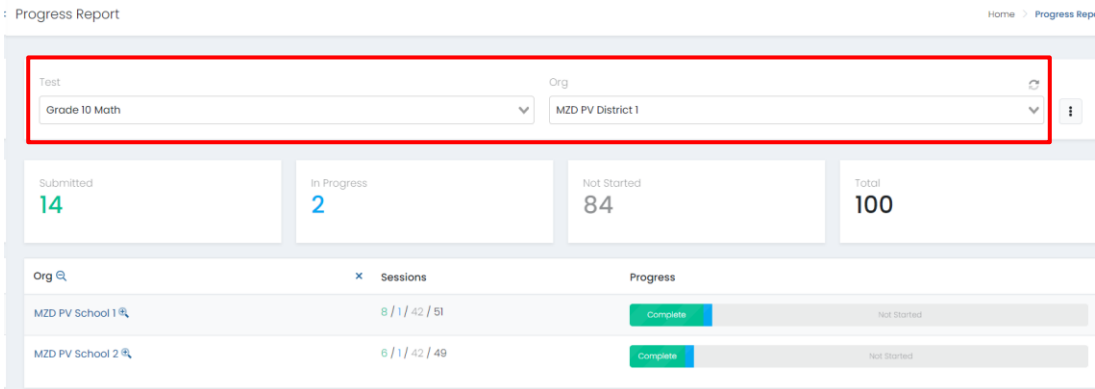 Progress Report
Home > Progress Repo
Test
Org
Grade 10 Math
MZD PV District 1
Submitted
14
In Progress
2
Not Started
84
Total
100
Org
Sessions
Progress
MZD PV School 1
8 / 1 / 42 / 51
Complete
Not Started
MZD PV School 2
6 / 1 / 42 / 49
Complete
Not Started